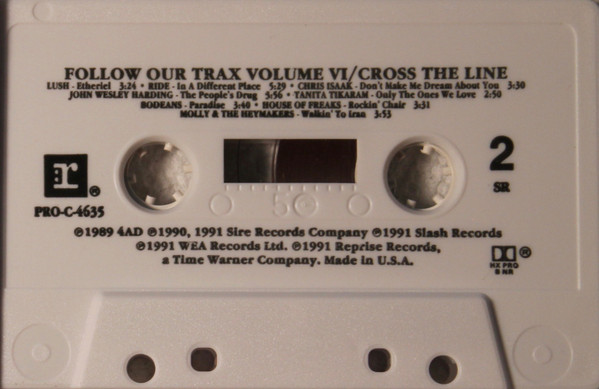 FOLLOW OUR TRAX VOLUME VI/CROSS THE LINE
LUSH - Etheriel 3:24 • RIDE - In A Different Place 5:29 • CHRIS ISAAK - Don't Make Me Dream About You 3:30
JOHN WESLEY HARDING - The People's Drug 5:56 • TANITA TIKARAM - Only The Ones We Love 2:50
BODEANS - Paradise 3:40 • HOUSE OF FREAKS - Rockin' Chair 3:31
MOLLY & THE HEYMAKERS - Walkin' To Iran 3:53
r®
PRO-C-4635
50
2
SR
℗1989 4AD ℗1990, 1991 Sire Records Company ℗1991 Slash Records
℗1991 WEA Records Ltd. ℗1991 Reprise Records,
a Time Warner Company. Made in U.S.A.
®
HX PRO
B NR